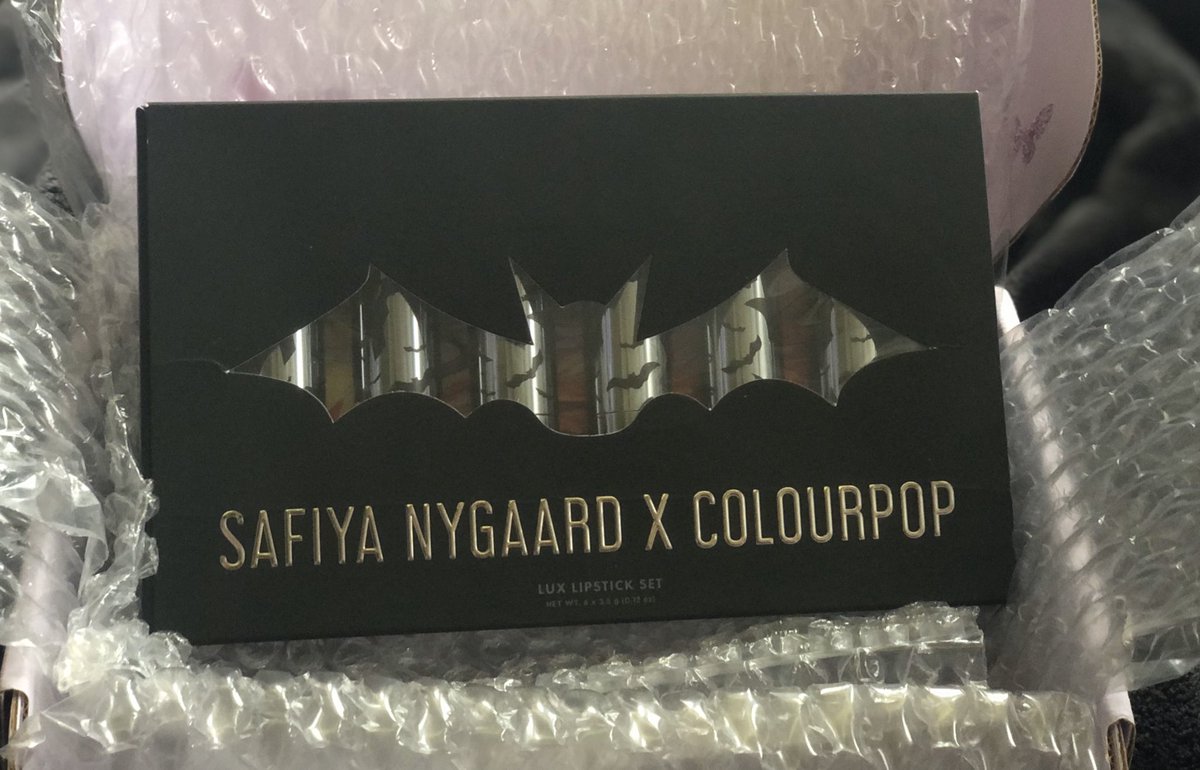 SAFIYA NYGAARD X COLOURPOP
LUX LIPSTICK SET
NET WT. 6 x 3.5 g (0.12 oz)